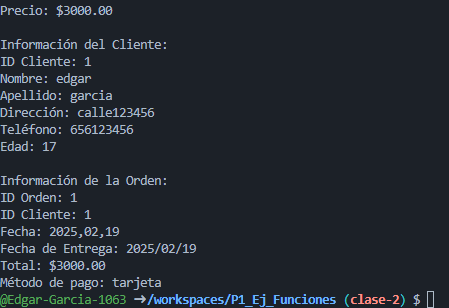 Precio: $3000.00
Información del Cliente:
ID Cliente: 1
Nombre: edgar
Apellido: garcia
Dirección: calle123456
Teléfono: 656123456
Edad: 17
Información de la Orden:
ID Orden: 1
ID Cliente: 1
Fecha: 2025,02,19
Fecha de Entrega: 2025/02/19
Total: $3000.00
Método de pago: tarjeta
@Edgar-Garcia-1063 ➜/workspaces/P1_Ej_Funciones (clase-2) $